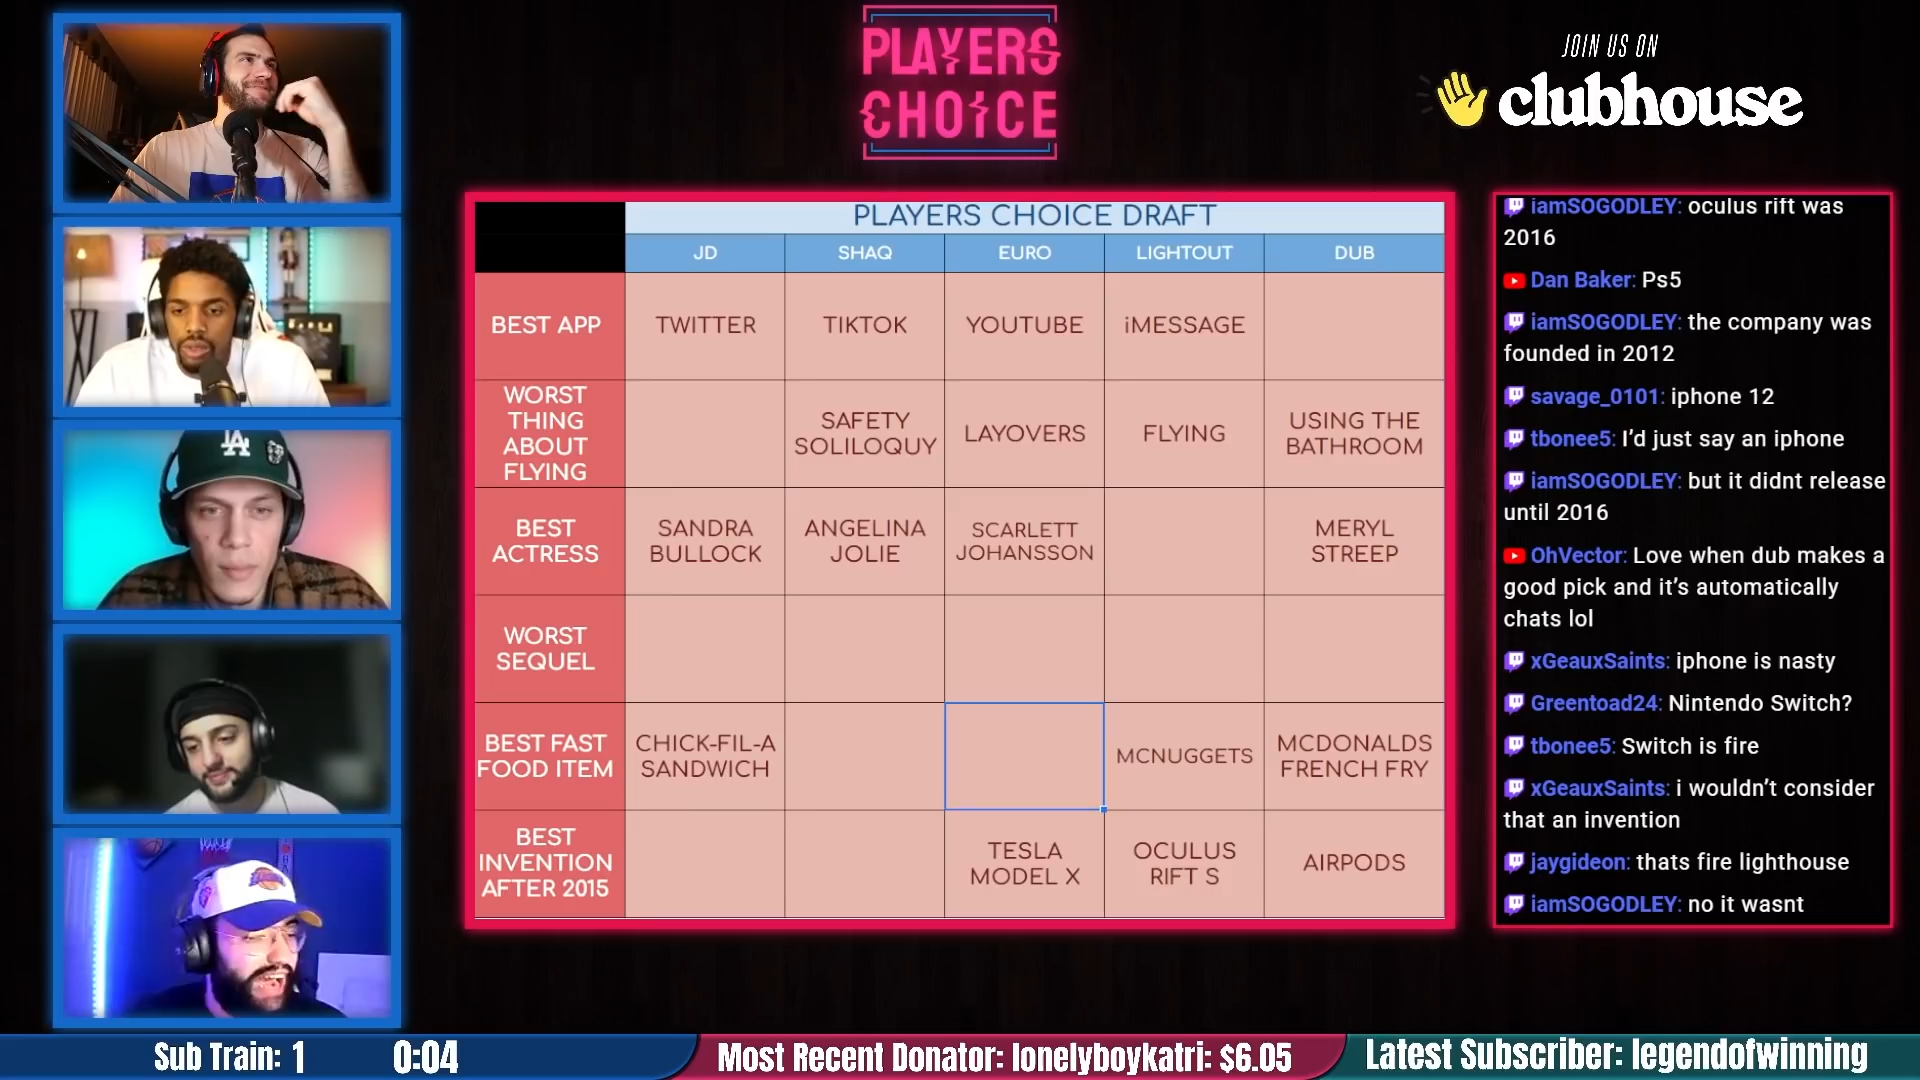 PLAYERS
CHOICE
JOIN US ON
clubhouse
PLAYERS CHOICE DRAFT
JD
SHAQ
EURO
LIGHTOUT
DUB
BEST APP
TWITTER
TIKTOK
YOUTUBE
iMESSAGE
WORST
THING
ABOUT
FLYING
SAFETY
SOLILOQUY
LAYOVERS
FLYING
USING THE
BATHROOM
BEST
ACTRESS
SANDRA
BULLOCK
ANGELINA
JOLIE
SCARLETT
JOHANSSON
MERYL
STREEP
WORST
SEQUEL
BEST FAST
FOOD ITEM
CHICK-FIL-A
SANDWICH
MCNUGGETS
MCDONALDS
FRENCH FRY
BEST
INVENTION
AFTER 2015
TESLA
MODEL X
OCULUS
RIFT S
AIRPODS
iamSOGODLEY: oculus rift was
2016
Dan Baker: Ps5
iamSOGODLEY: the company was
founded in 2012
savage_0101: iphone 12
tbonee5: I’d just say an iphone
iamSOGODLEY: but it didnt release
until 2016
OhVector: Love when dub makes a
good pick and it’s automatically
chats lol
xGeauxSaints: iphone is nasty
Greentoad24: Nintendo Switch?
tbonee5: Switch is fire
xGeauxSaints: i wouldn’t consider
that an invention
jaygideon: thats fire lighthouse
iamSOGODLEY: no it wasnt
LA
Sub Train: 1
0:04
Most Recent Donator: lonelyboykatri: $6.05
Latest Subscriber: legendofwinning